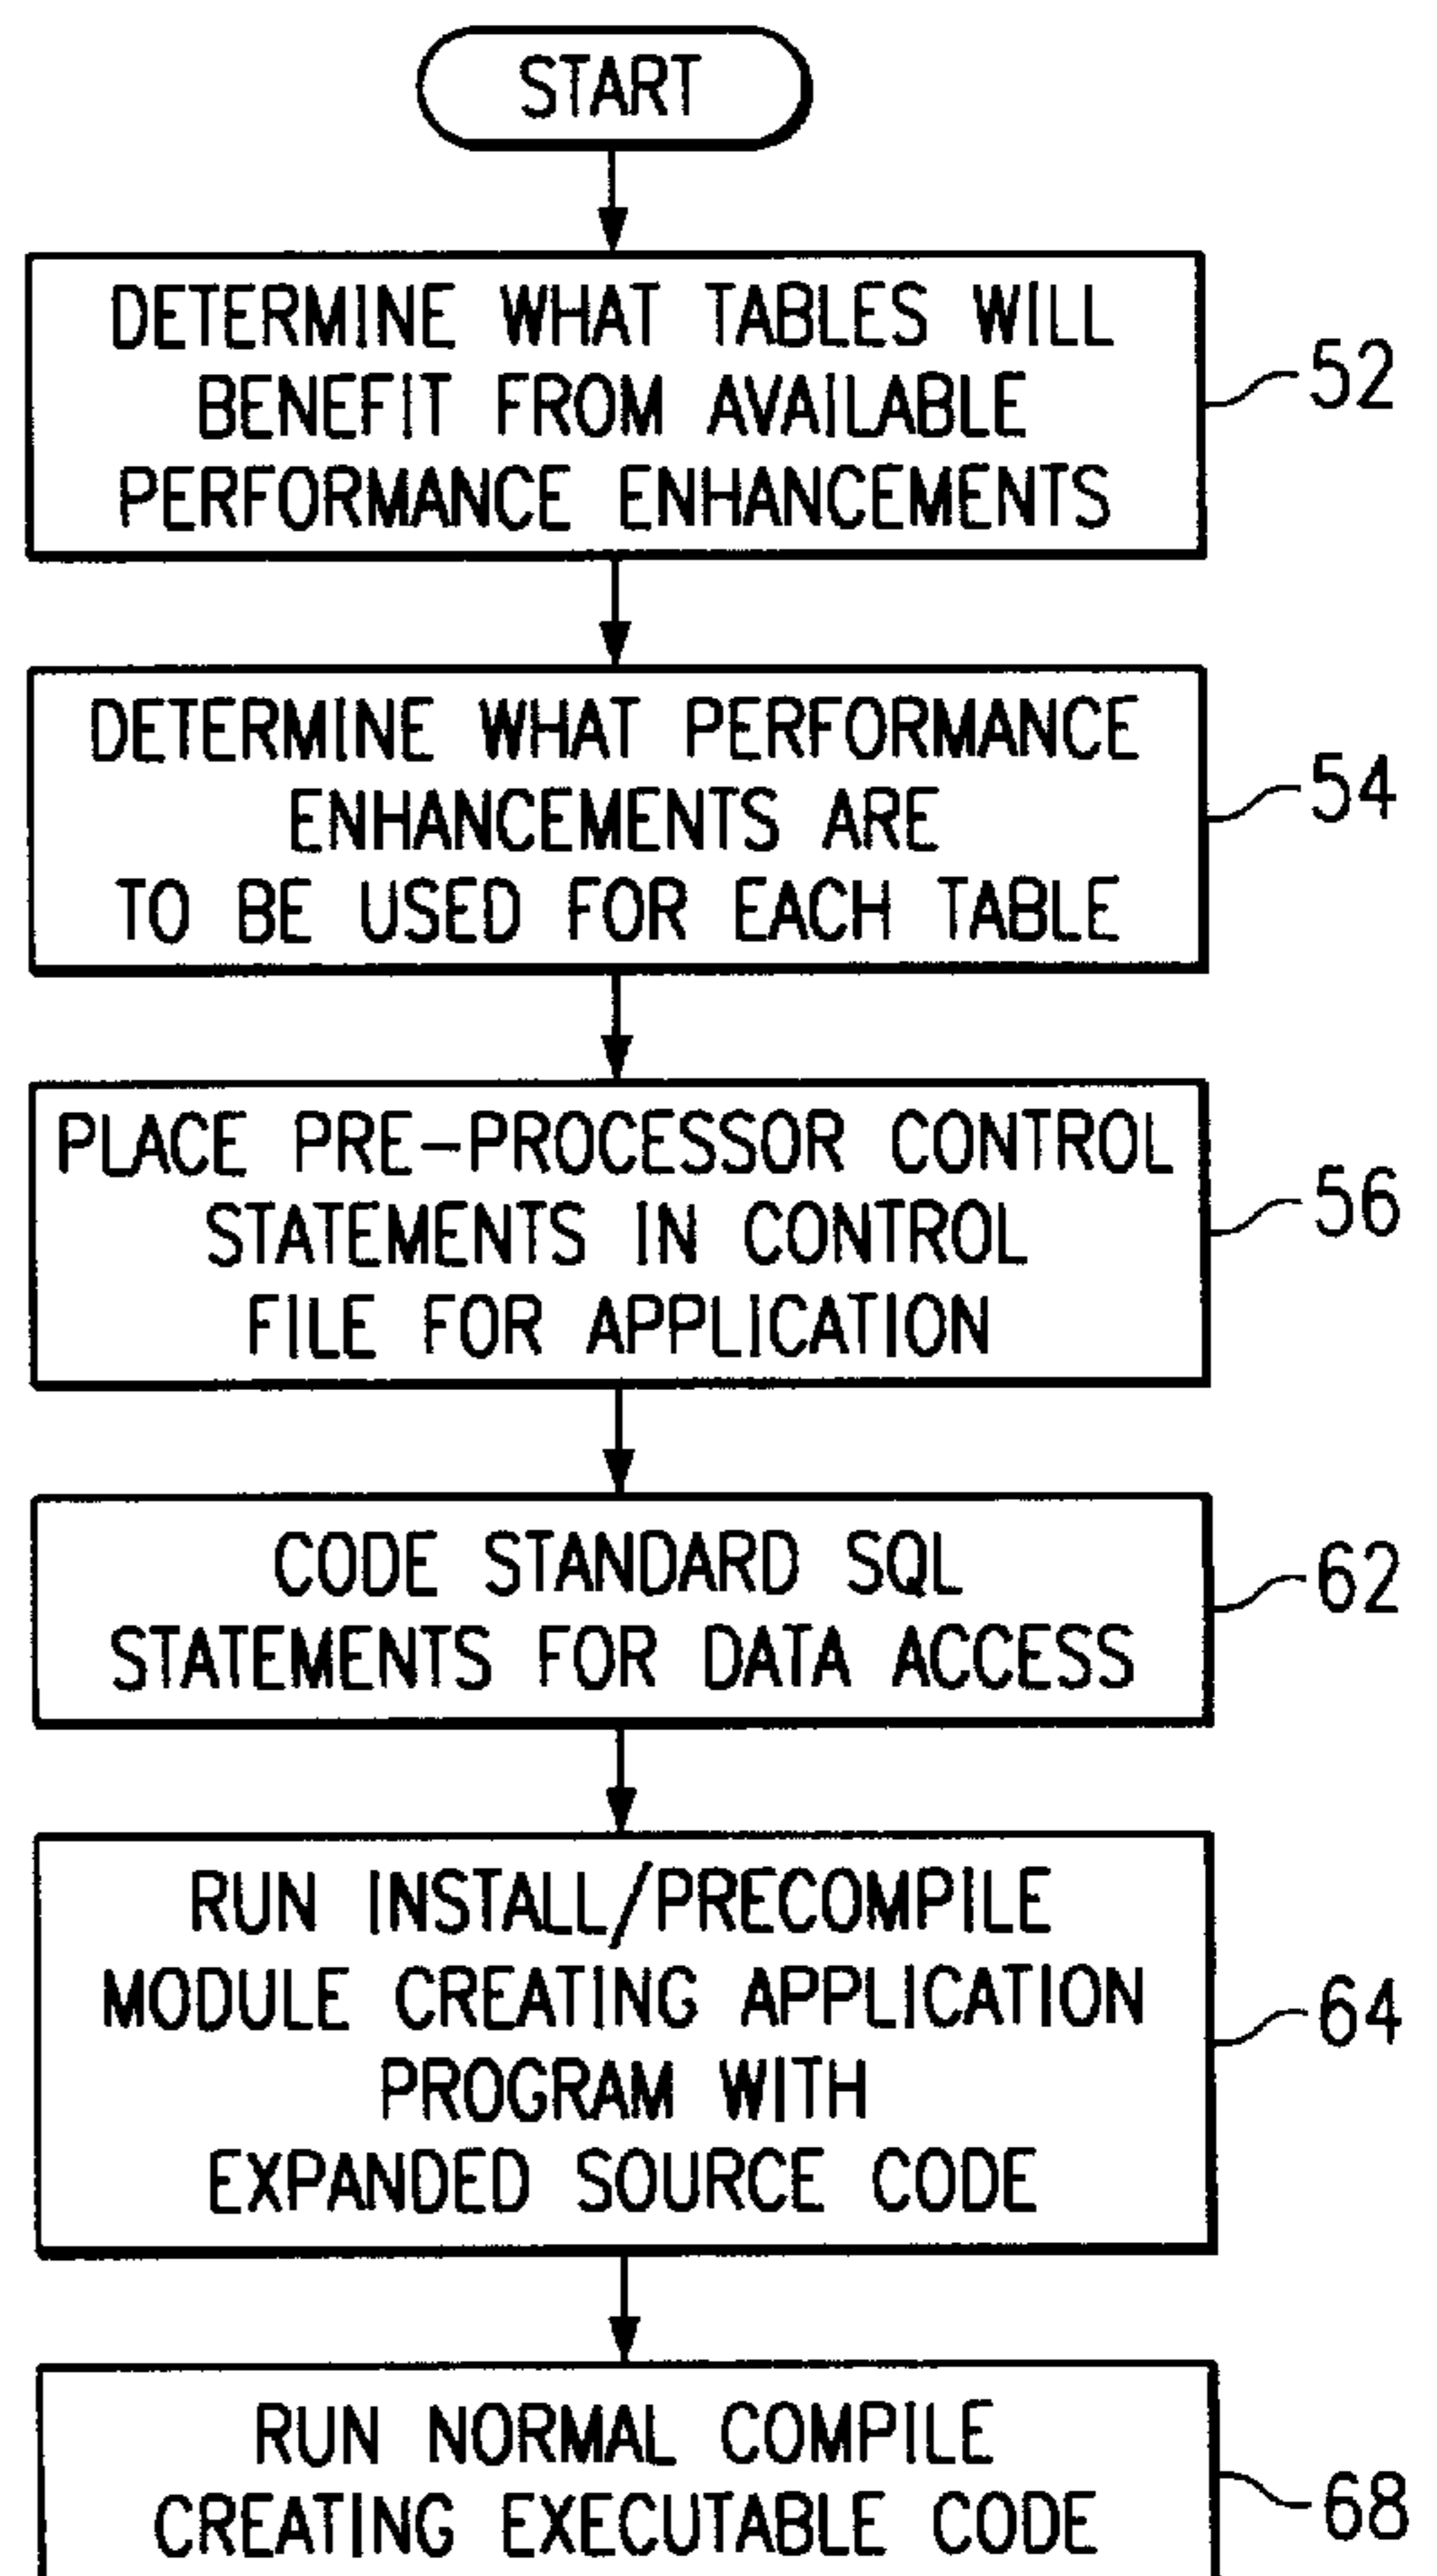 START
DETERMINE WHAT TABLES WILL
BENEFIT FROM AVAILABLE
PERFORMANCE ENHANCEMENTS
52
DETERMINE WHAT PERFORMANCE
ENHANCEMENTS ARE
TO BE USED FOR EACH TABLE
54
PLACE PRE-PROCESSOR CONTROL
STATEMENTS IN CONTROL
FILE FOR APPLICATION
56
CODE STANDARD SQL
STATEMENTS FOR DATA ACCESS
62
RUN INSTALL/PRECOMPILE
MODULE CREATING APPLICATION
PROGRAM WITH
EXPANDED SOURCE CODE
64
RUN NORMAL COMPILE
CREATING EXECUTABLE CODE
68